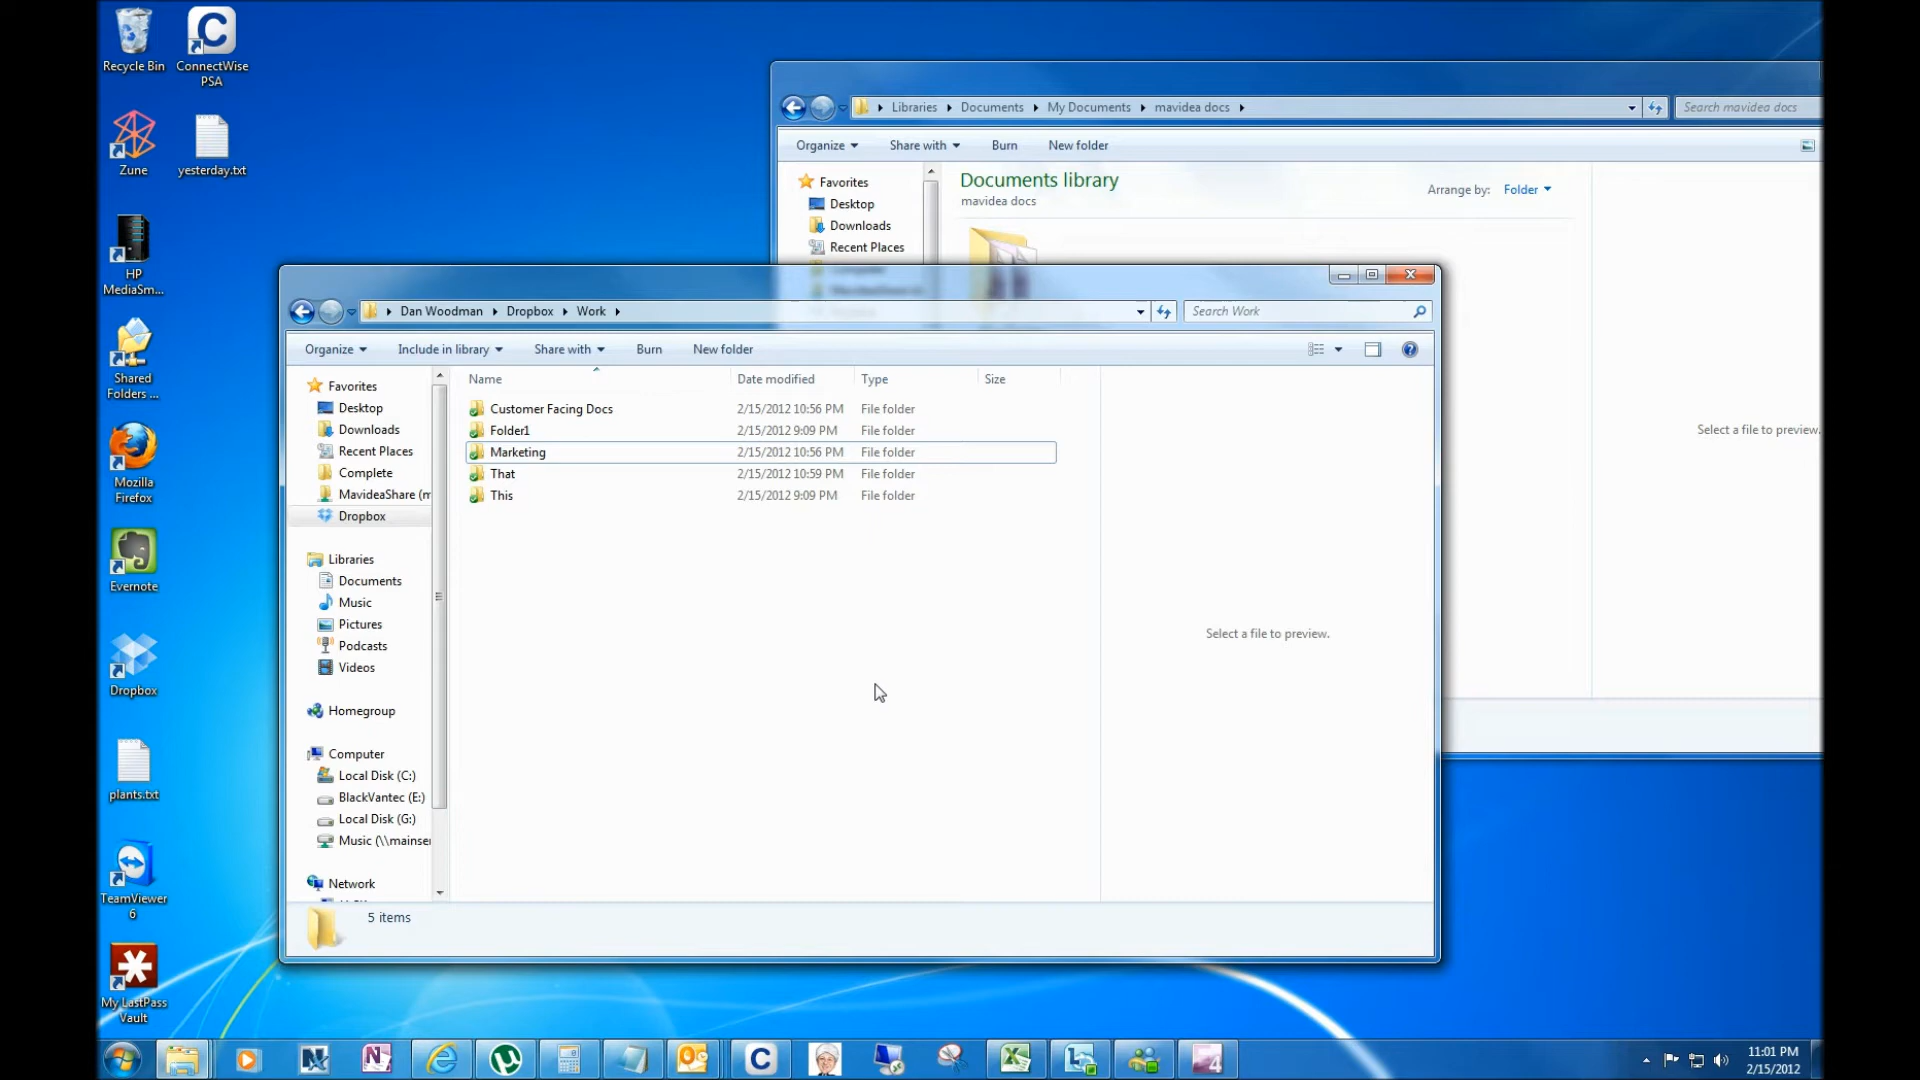 Recycle Bin
ConnectWise
PSA
Zune
yesterday.txt
HP
MediaSm...
Shared
Folders ...
Mozilla
Firefox
Evernote
Dropbox
plants.txt
TeamViewer
6
My LastPass
Vault
Libraries Documents My Documents mavidea docs
Search mavidea docs
Organize Share with Burn New folder
Favorites
Desktop
Downloads
Recent Places
Documents library
mavidea docs
Arrange by: Folder
Select a file to preview.
Dan Woodman Dropbox Work
Search Work
Organize Include in library Share with Burn New folder
Favorites
Desktop
Downloads
Recent Places
Complete
MavideaShare (m
Dropbox
Libraries
Documents
Music
Pictures
Podcasts
Videos
Homegroup
Computer
Local Disk (C:)
BlackVantec (E:)
Local Disk (G:)
Music (\\mainser
Network
Name Date modified Type Size
Customer Facing Docs 2/15/2012 10:56 PM File folder
Folder1 2/15/2012 9:09 PM File folder
Marketing 2/15/2012 10:56 PM File folder
That 2/15/2012 10:59 PM File folder
This 2/15/2012 9:09 PM File folder
Select a file to preview.
5 items
11:01 PM
2/15/2012